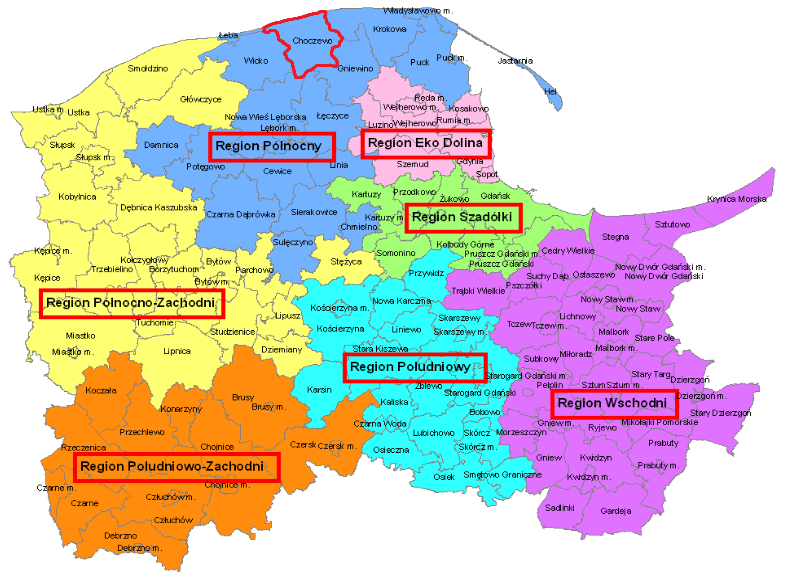 Władysławowo m.
Łeba
Choczewo
Krokowa
Wicko
Gniewino
Puck
Puck m.
Jastarnia
Smołdzino
Hel
Główczyce
Reda m.
Wejherowo m.
Kosakowo
Ustka m.
Ustka
Nowa Wieś Lęborska
Łęczyce
Luzino
Wejherowo
Rumia m.
Lębork m.
Słupsk
Damnica
Region Północny
Region Eko Dolina
Słupsk m.
Potęgowo
Cewice
Linia
Szemud
Gdynia
Sopot
Kobylnica
Kartuzy
Przodkowo
Żukowo
Gdańsk
Krynica Morska
Dębnica Kaszubska
Czarna Dąbrówka
Sierakowice
Kartuzy m.
Region Szadółki
Chmielno
Sztutowo
Stegna
Sulęczyno
Kolbudy Górne
Kępice m.
Kołczygłowy
Bytów
Stężyca
Somonino
Pruszcz Gdański m.
Pruszcz Gdański
Cedry Wielkie
Trzebielino
Borzytuchom
Parchowo
Przywidz
Suchy Dąb
Ostaszewo
Nowy Dwór Gdański m.
Nowy Dwór Gdański
Kępice
Bytów m.
Trąbki Wielkie
Pszczółki
Region Północno-Zachodni
Kościerzyna m.
Nowa Karczma
Nowy Staw m.
Nowy Staw
Lipusz
Skarszewy
Lichnowy
Tuchomie
Studzienice
Kościerzyna
Liniewo
Skarszewy m.
Tczew
Tczew m.
Malbork
Miastko
Stare Pole
Miastko m.
Lipnica
Dziemiany
Stara Kiszewa
Subkowy
Miłoradz
Malbork m.
Region Południowy
Starogard Gdański m.
Stary Targ
Dzierzgoń
Koczała
Karsin
Zblewo
Starogard Gdański
Pelplin
Sztum
Sztum m.
Dzierzgoń m.
Brusy
Brusy m.
Kaliska
Region Wschodni
Konarzyny
Bobowo
Stary Dzierzgoń
Przechlewo
Czarna Woda
Lubichowo
Skórcz
Morzeszczyn
Gniew m.
Ryjewo
Mikołajki Pomorskie
Rzeczenica
Chojnice
Czersk
Czersk m.
Osieczna
Skórcz m.
Prabuty
Region Południowo-Zachodni
Gniew
Kwidzyn
Prabuty m.
Czarne m.
Chojnice m.
Osiek
Smętowo Graniczne
Kwidzyn m.
Czarne
Człuchów m.
Sadlinki
Gardeja
Człuchów
Debrzno
Debrzno m.